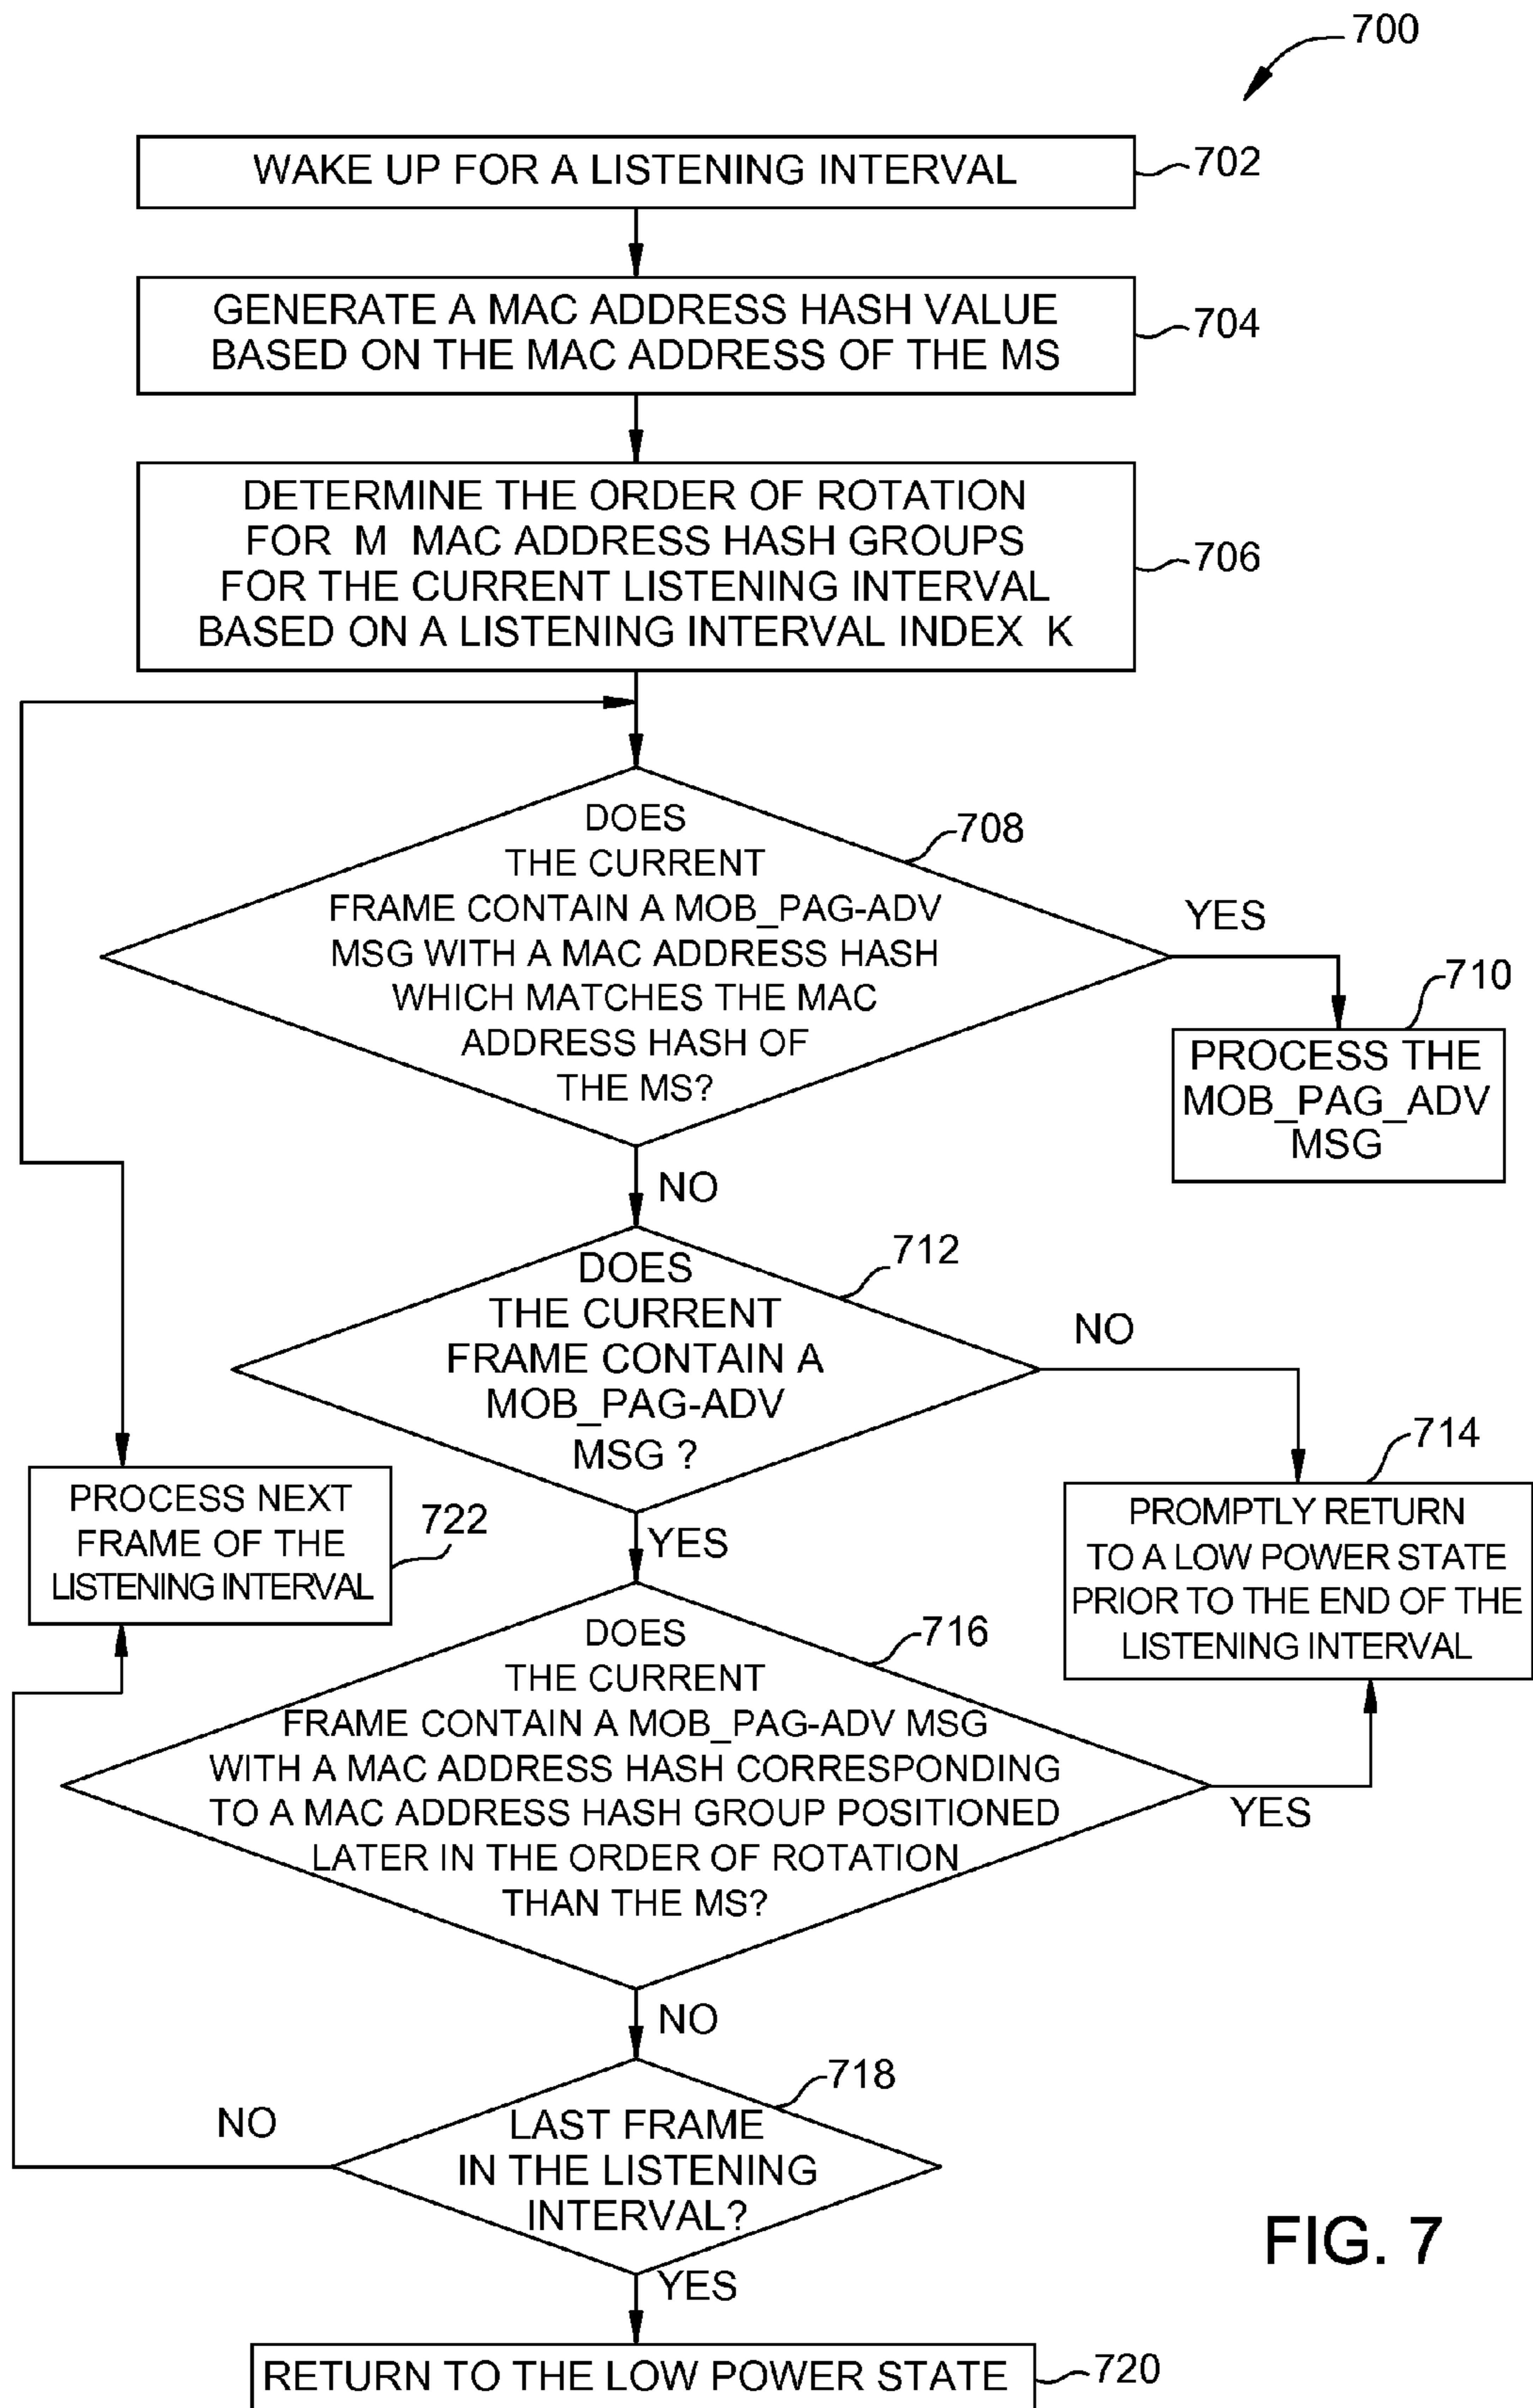 700
WAKE UP FOR A LISTENING INTERVAL
702
GENERATE A MAC ADDRESS HASH VALUE
BASED ON THE MAC ADDRESS OF THE MS
704
DETERMINE THE ORDER OF ROTATION
FOR M MAC ADDRESS HASH GROUPS
FOR THE CURRENT LISTENING INTERVAL
BASED ON A LISTENING INTERVAL INDEX K
706
DOES
THE CURRENT
FRAME CONTAIN A MOB_PAG-ADV
MSG WITH A MAC ADDRESS HASH
WHICH MATCHES THE MAC
ADDRESS HASH OF
THE MS?
708
YES
710
PROCESS THE
MOB_PAG_ADV
MSG
NO
DOES
THE CURRENT
FRAME CONTAIN A
MOB_PAG-ADV
MSG ?
712
NO
714
PROMPTLY RETURN
TO A LOW POWER STATE
PRIOR TO THE END OF THE
LISTENING INTERVAL
PROCESS NEXT
FRAME OF THE
LISTENING INTERVAL
722
YES
DOES
THE CURRENT
FRAME CONTAIN A MOB_PAG-ADV MSG
WITH A MAC ADDRESS HASH CORRESPONDING
TO A MAC ADDRESS HASH GROUP POSITIONED
LATER IN THE ORDER OF ROTATION
THAN THE MS?
716
YES
NO
LAST FRAME
IN THE LISTENING
INTERVAL?
718
NO
YES
RETURN TO THE LOW POWER STATE
720
FIG. 7